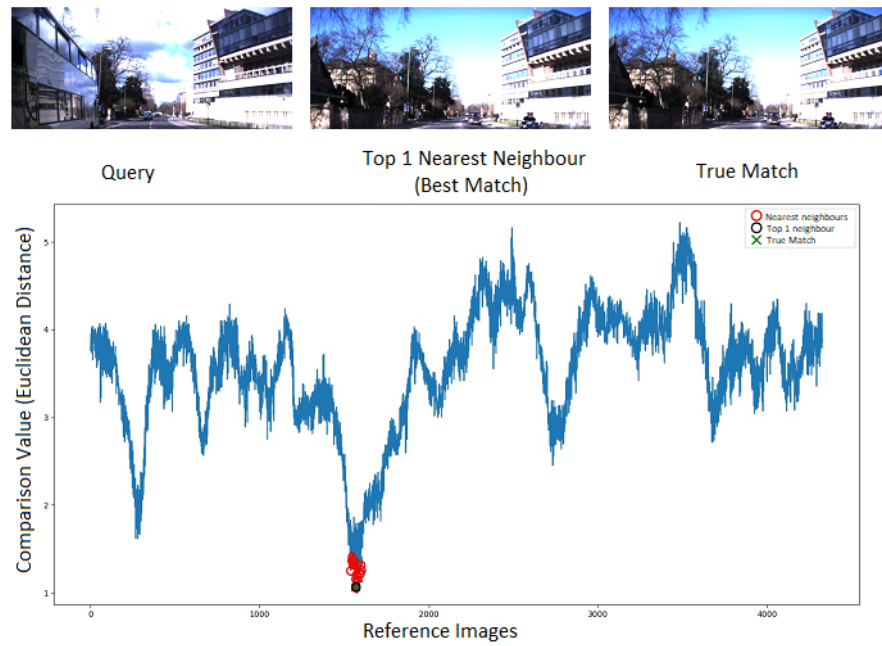 Query
Top 1 Nearest Neighbour
(Best Match)
True Match
Comparison Value (Euclidean Distance)
5
4
3
2
1
Nearest neighbours
Top 1 neighbour
True Match
0
1000
2000
3000
4000
Reference Images